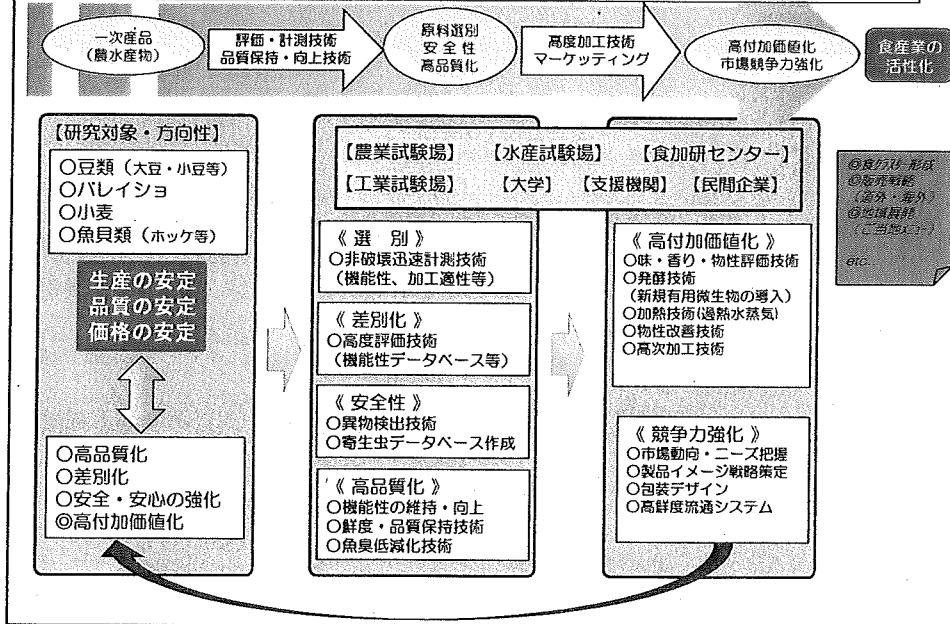 一次産品
（農水産物）
評価・計測技術
品質保持・向上技術
原料選別
安全性
高品質化
高度加工技術
マーケッティング
高付加価値化
市場競争力強化
食産業の
活性化
【研究対象・方向性】
○豆類（大豆・小豆等）
○バレイショ
○小麦
○魚貝類（ホッケ等）
生産の安定
品質の安定
価格の安定
○高品質化
○差別化
○安全・安心の強化
◎高付加価値化
【農業試験場】 【水産試験場】 【食加研センター】
【工業試験場】 【大学】 【支援機関】 【民間企業】
《 選 別 》
○非破壊迅速計測技術
（機能性、加工適性等）
《 差別化 》
○高度評価技術
（機能性データベース等）
《 安全性 》
○異物検出技術
○寄生虫データベース作成
《 高品質化 》
○機能性の維持・向上
○鮮度・品質保持技術
○魚臭低減化技術
《 高付加価値化 》
○味・香り・物性評価技術
○発酵技術
（新規有用微生物の導入）
○加熱技術（過熱水蒸気）
○物性改善技術
○高次加工技術
《 競争力強化 》
○市場動向・ニーズ把握
○製品イメージ戦略策定
○包装デザイン
○高鮮度流通システム
◎食クラスター形成
◎販売戦略
etc...